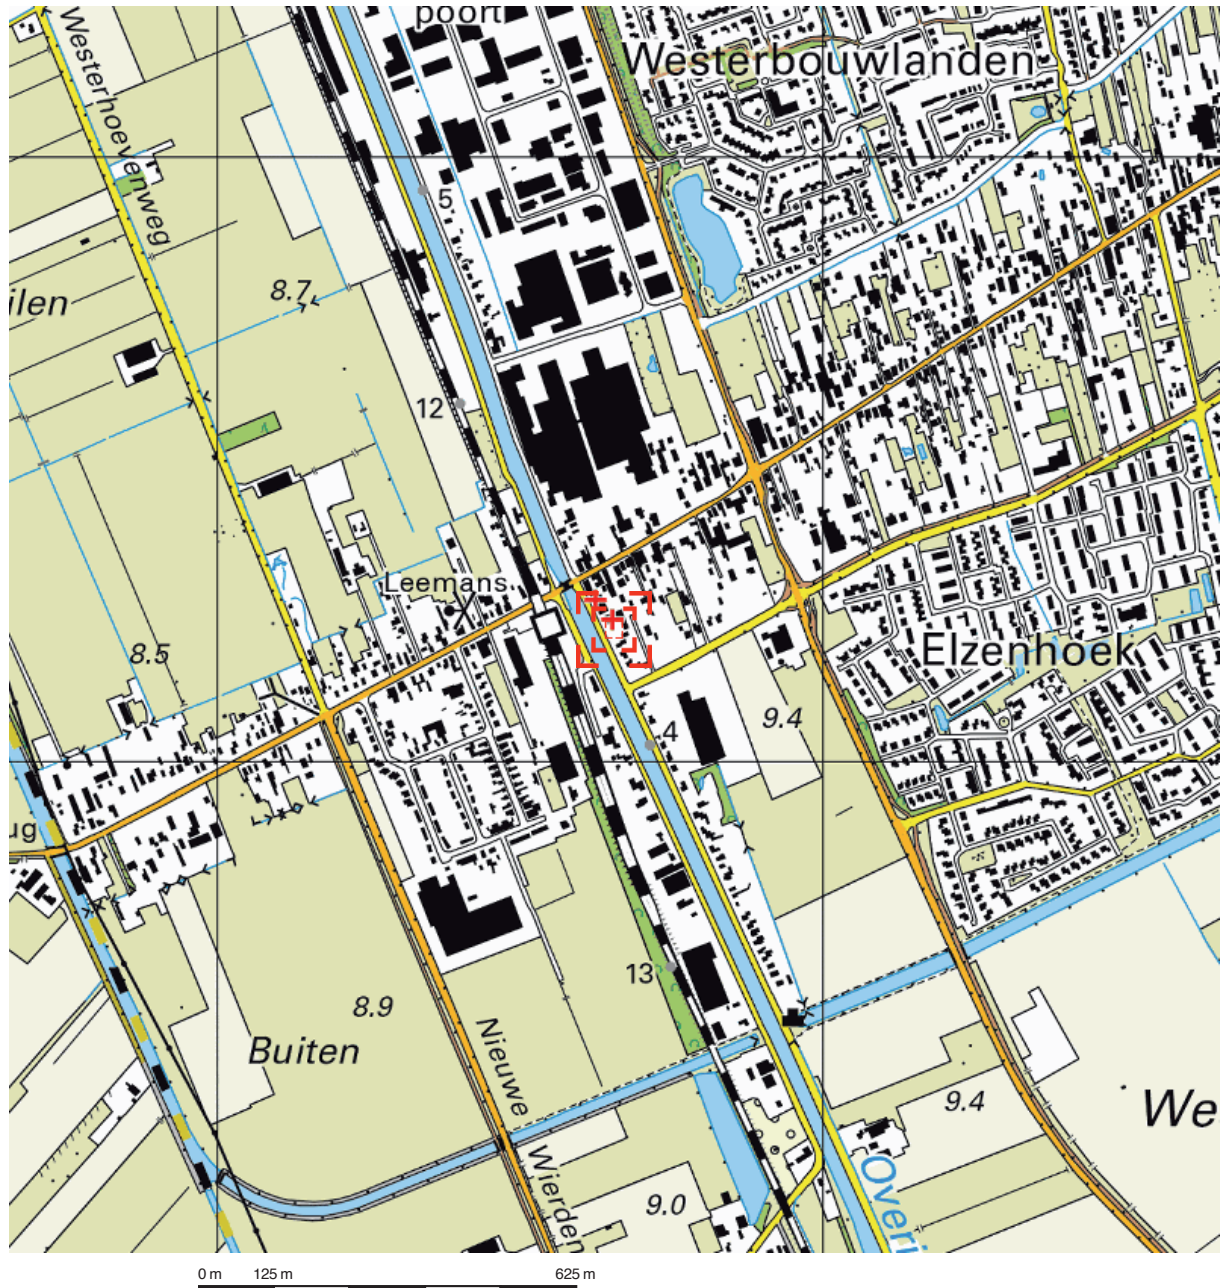 poort
Westerbouwlanden
Westerhoevenweg
5
8.7
ilen
12
Leemans
8.5
Elzenhoek
9.4
4
ug
13
8.9
Buiten
Nieuwe
9.4
We
Wierden
Overi
9.0
0 m 125 m 625 m